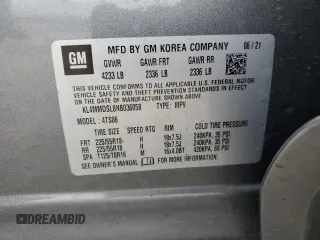 GM
MFD BY GM KOREA COMPANY 06/21
GVWR GAWR FRT GAWR RR
4233 LB 2336 LB 2336 LB
THIS VEHICLE CONFORMS TO ALL APPLICABLE U.S. FEDERAL MOTOR
VEHICLE SAFETY
THEFT PREVENTION STANDARDS IN EFFECT ON THE DATE OF
MANUFACTURE SHOWN ABOVE.
TYPE: MPV
MODEL: 4TS06
TIRE SIZE SPEED RTG RIM COLD TIRE PRESSURE
FRT 225/55R18 H 18x7.5J 240KPA, 35 PSI
RR 225/55R18 H 18x7.5J 240KPA, 35 PSI
SPA T125/70R16 M 16x4.0BT 420KPA, 60 PSI
SEE OWNER'S MANUAL FOR MORE INFORMATION.
DREAMBID